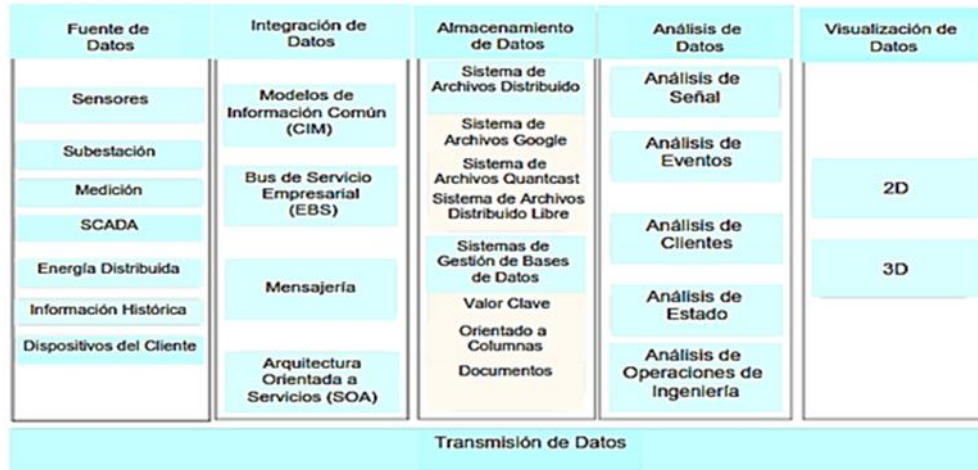 Fuente de
Datos
Sensores
Subestación
Medición
SCADA
Energía Distribuida
Información Histórica
Dispositivos del Cliente
Integración de
Datos
Modelos de
Información Común
(CIM)
Bus de Servicio
Empresarial
(EBS)
Mensajería
Arquitectura
Orientada a
Servicios (SOA)
Almacenamiento
de Datos
Sistema de
Archivos Distribuido
Sistema de
Archivos Google
Sistema de
Archivos Quantcast
Sistema de Archivos
Distribuido Libre
Sistemas de
Gestión de Bases
de Datos
Valor Clave
Orientado a
Columnas
Documentos
Análisis de
Datos
Análisis de
Señal
Análisis de
Eventos
Análisis de
Clientes
Análisis de
Estado
Análisis de
Operaciones de
Ingeniería
Visualización de
Datos
2D
3D
Transmisión de Datos